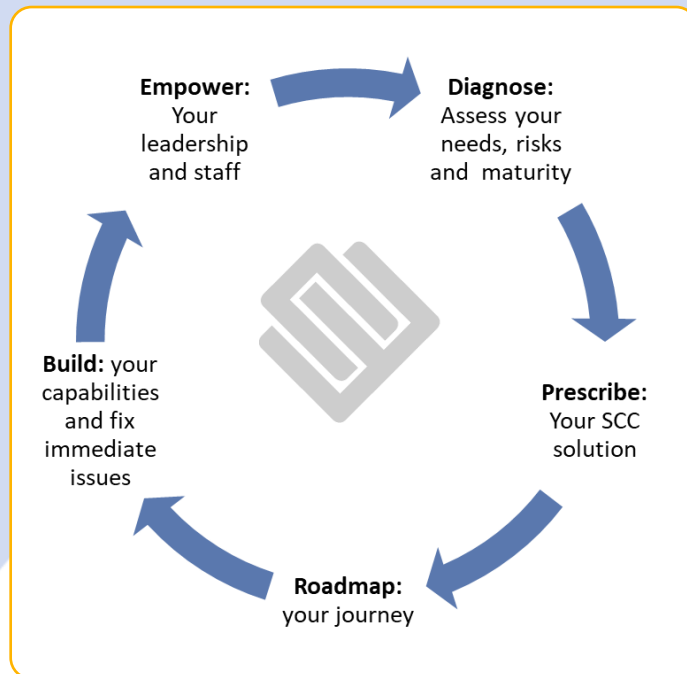 Empower:
Your
leadership
and staff
Diagnose:
Assess your
needs, risks
and  maturity
Prescribe:
Your SCC
solution
Roadmap:
your journey
Build: your
capabilities
and fix
immediate
issues